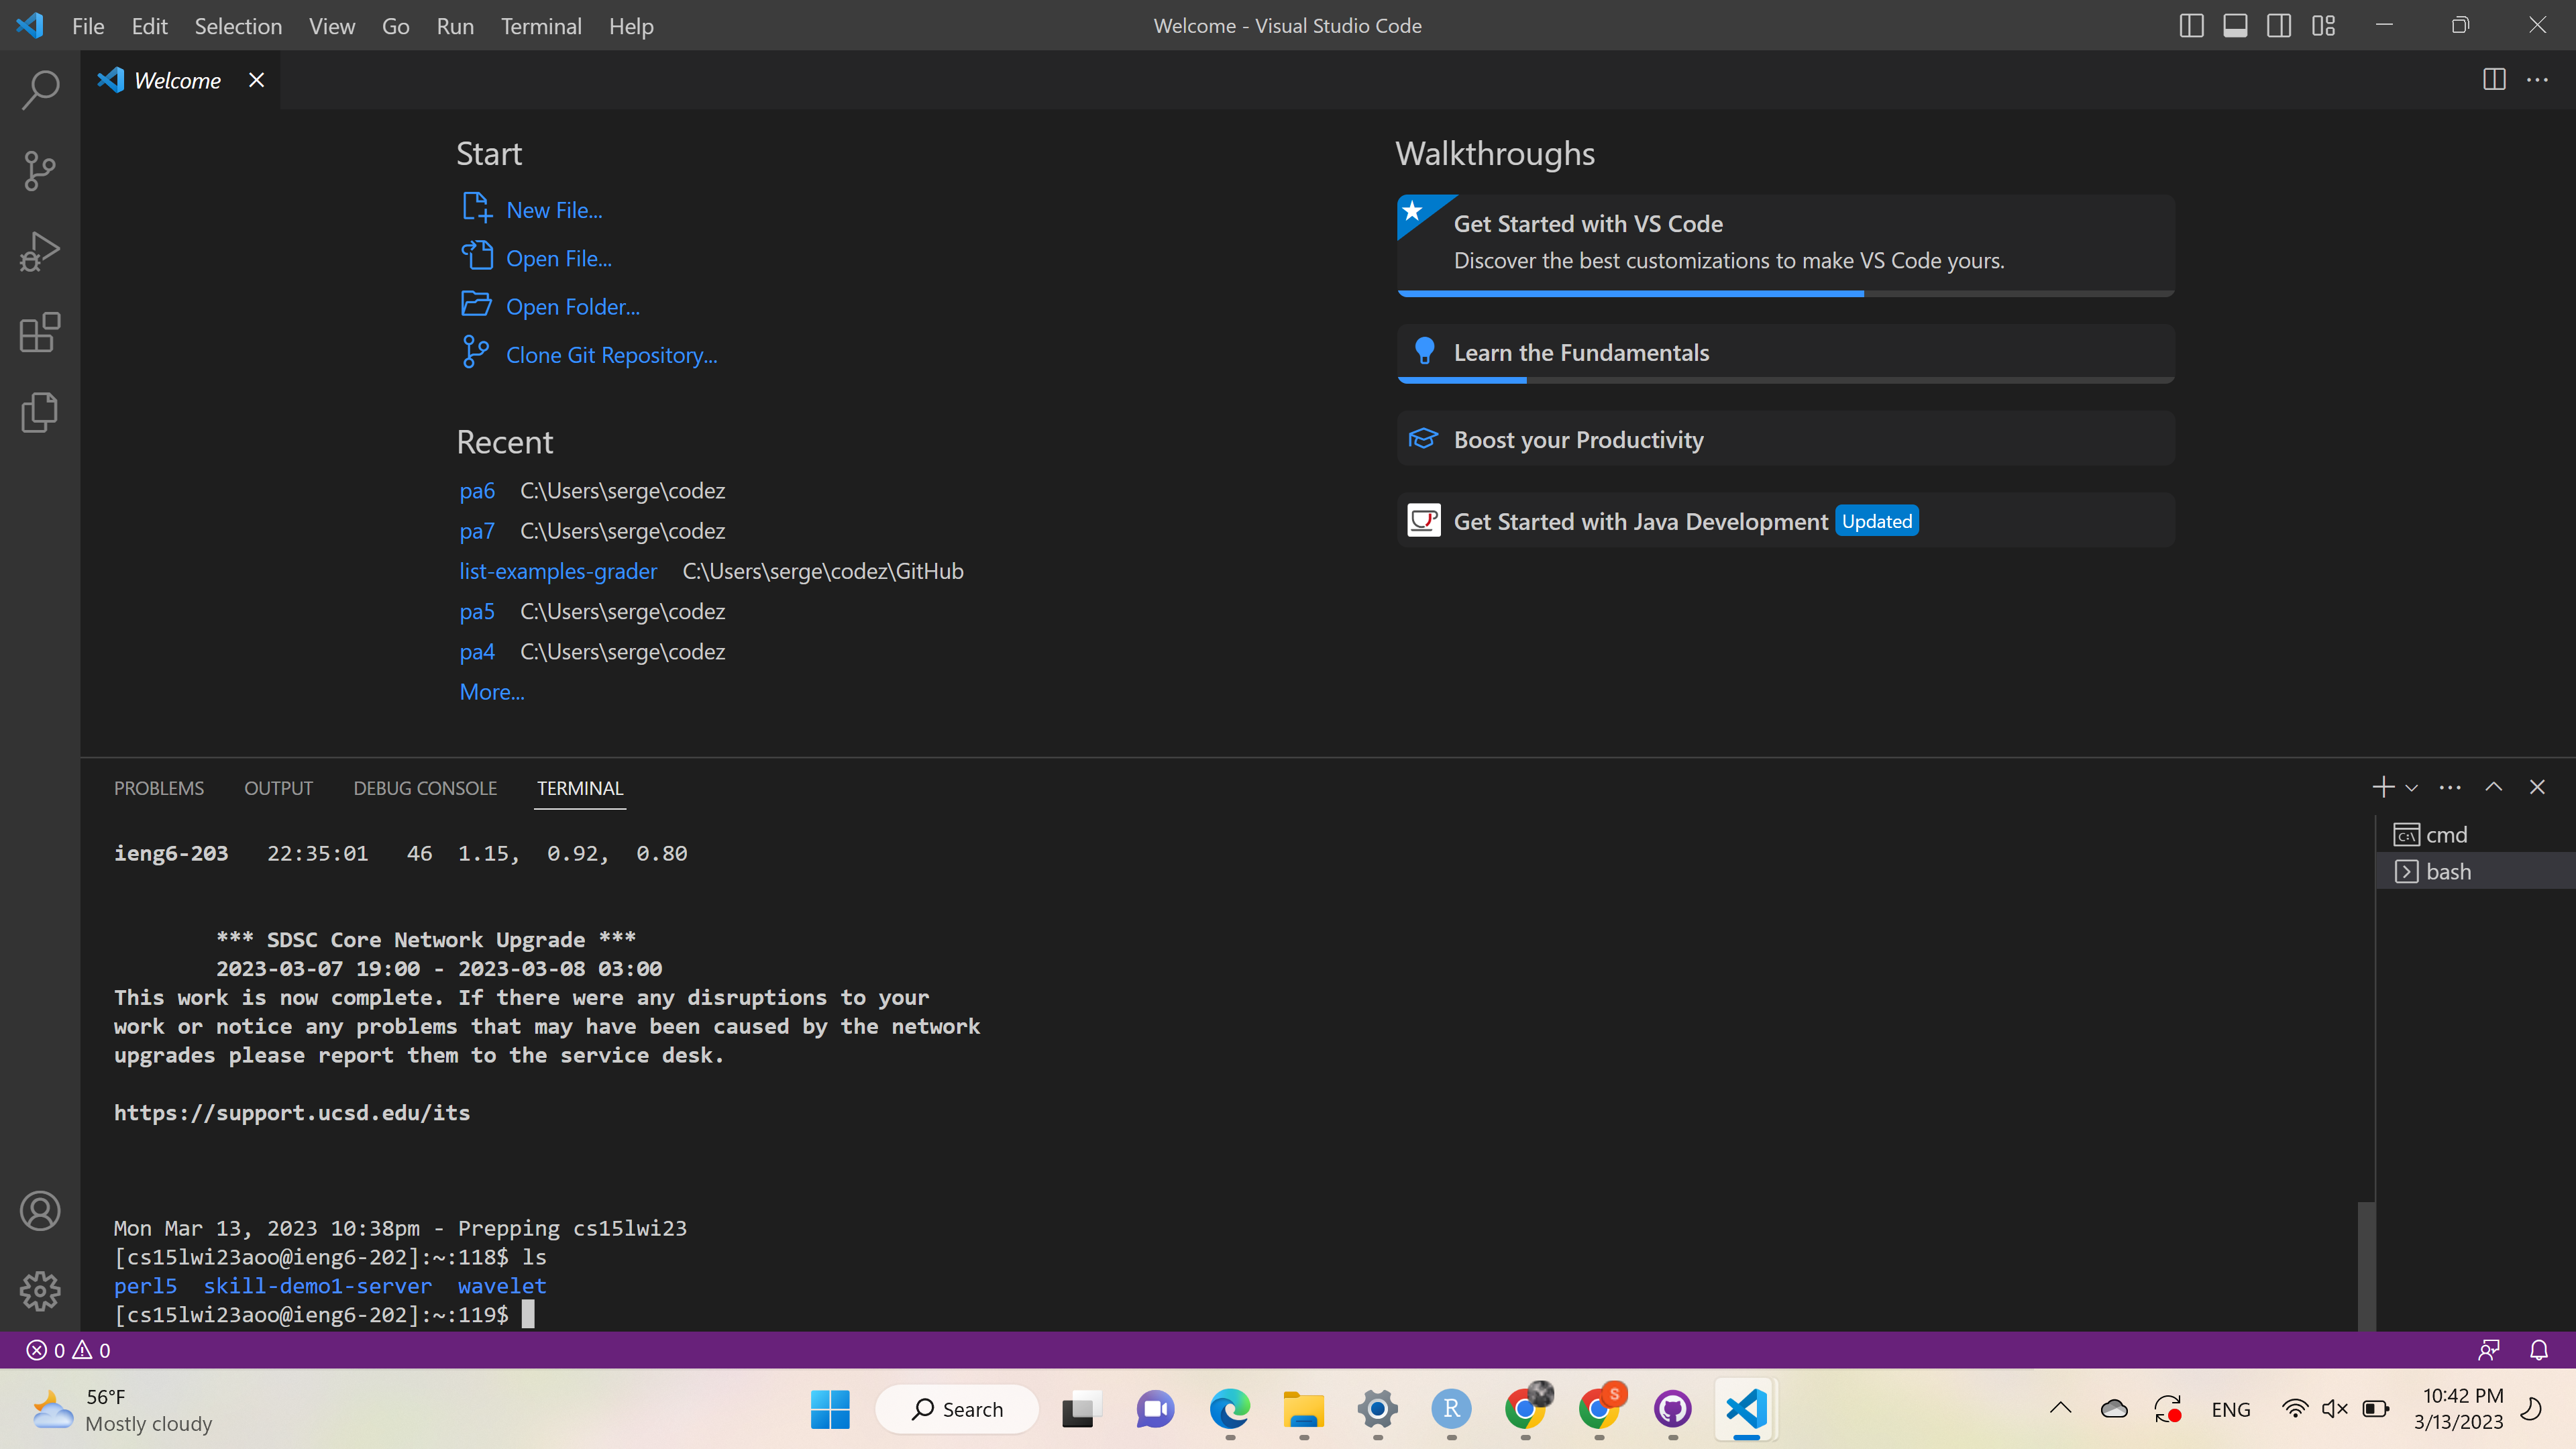 File Edit Selection View Go Run Terminal Help
Welcome - Visual Studio Code
Welcome
Start
New File...
Open File...
Open Folder...
Clone Git Repository...
Recent
pa6 C:\Users\serge\codez
pa7 C:\Users\serge\codez
list-examples-grader C:\Users\serge\codez\GitHub
pa5 C:\Users\serge\codez
pa4 C:\Users\serge\codez
More...
Walkthroughs
Get Started with VS Code
Discover the best customizations to make VS Code yours.
Learn the Fundamentals
Boost your Productivity
Get Started with Java Development Updated
PROBLEMS OUTPUT DEBUG CONSOLE TERMINAL
cmd
bash
ieng6-203 22:35:01 46 1.15, 0.92, 0.80
*** SDSC Core Network Upgrade ***
2023-03-07 19:00 - 2023-03-08 03:00
This work is now complete. If there were any disruptions to your
work or notice any problems that may have been caused by the network
upgrades please report them to the service desk.
https://support.ucsd.edu/its
Mon Mar 13, 2023 10:38pm - Prepping cs15lwi23
[cs15lwi23aoo@ieng6-202]:~:118$ ls
perl5 skill-demo1-server wavelet
[cs15lwi23aoo@ieng6-202]:~:119$
0 0
56°F
Mostly cloudy
Search
R
S
ENG
10:42 PM
3/13/2023